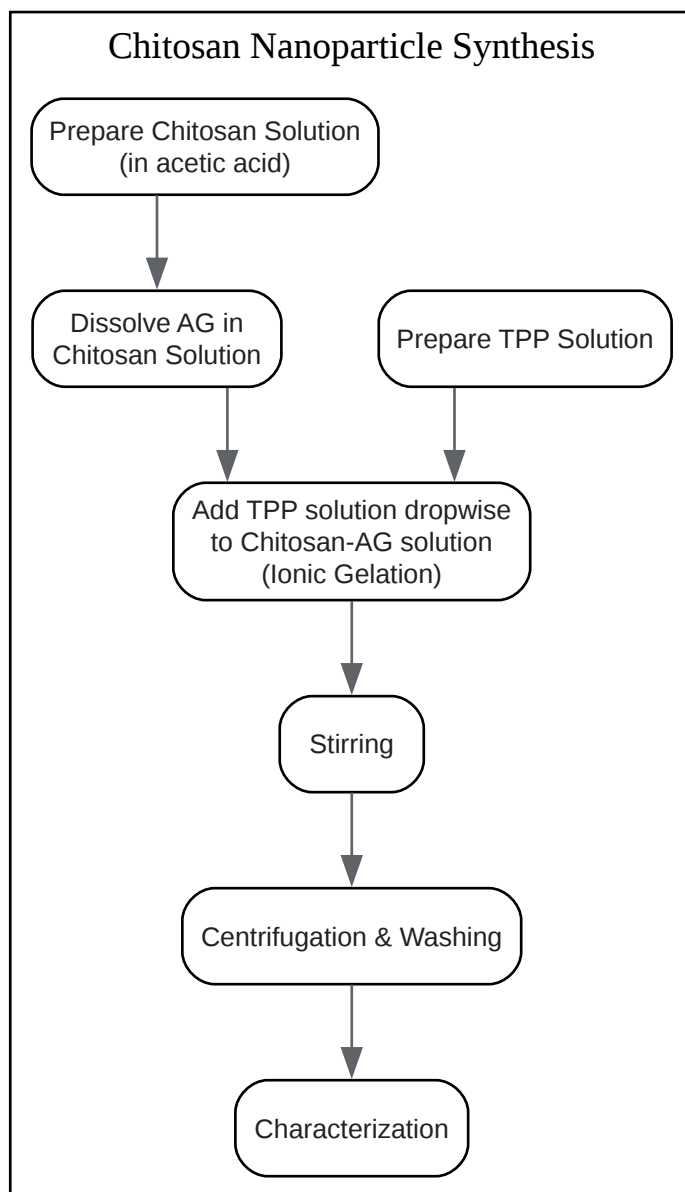 Chitosan Nanoparticle Synthesis
Prepare Chitosan Solution
(in acetic acid)
Dissolve AG in
Chitosan Solution
Prepare TPP Solution
Add TPP solution dropwise
to Chitosan-AG solution
(Ionic Gelation)
Stirring
Centrifugation & Washing
Characterization